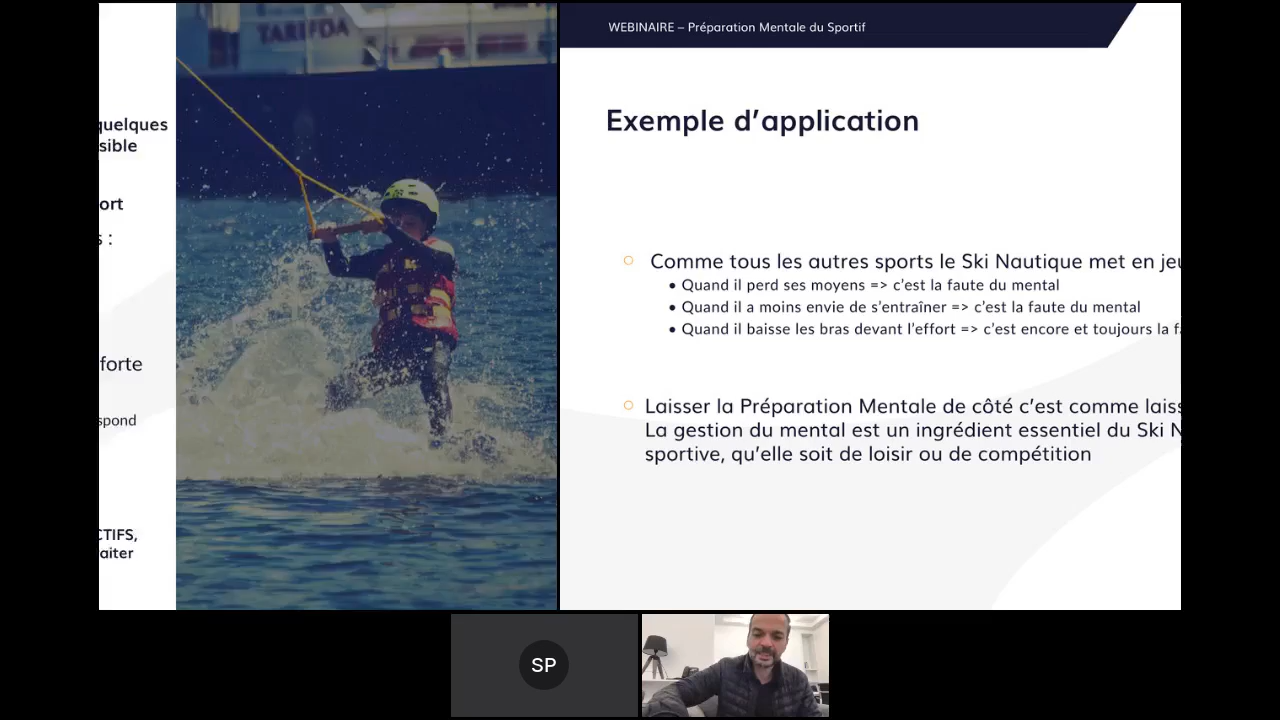 quelques
sible
ort
s :
forte
spond
CTIFS,
aiter
TARIFDA
WEBINAIRE – Préparation Mentale du Sportif
Exemple d’application
Comme tous les autres sports le Ski Nautique met en jeu
• Quand il perd ses moyens => c’est la faute du mental
• Quand il a moins envie de s’entraîner => c’est la faute du mental
• Quand il baisse les bras devant l’effort => c’est encore et toujours la f
Laisser la Préparation Mentale de côté c’est comme laiss
La gestion du mental est un ingrédient essentiel du Ski N
sportive, qu’elle soit de loisir ou de compétition
SP